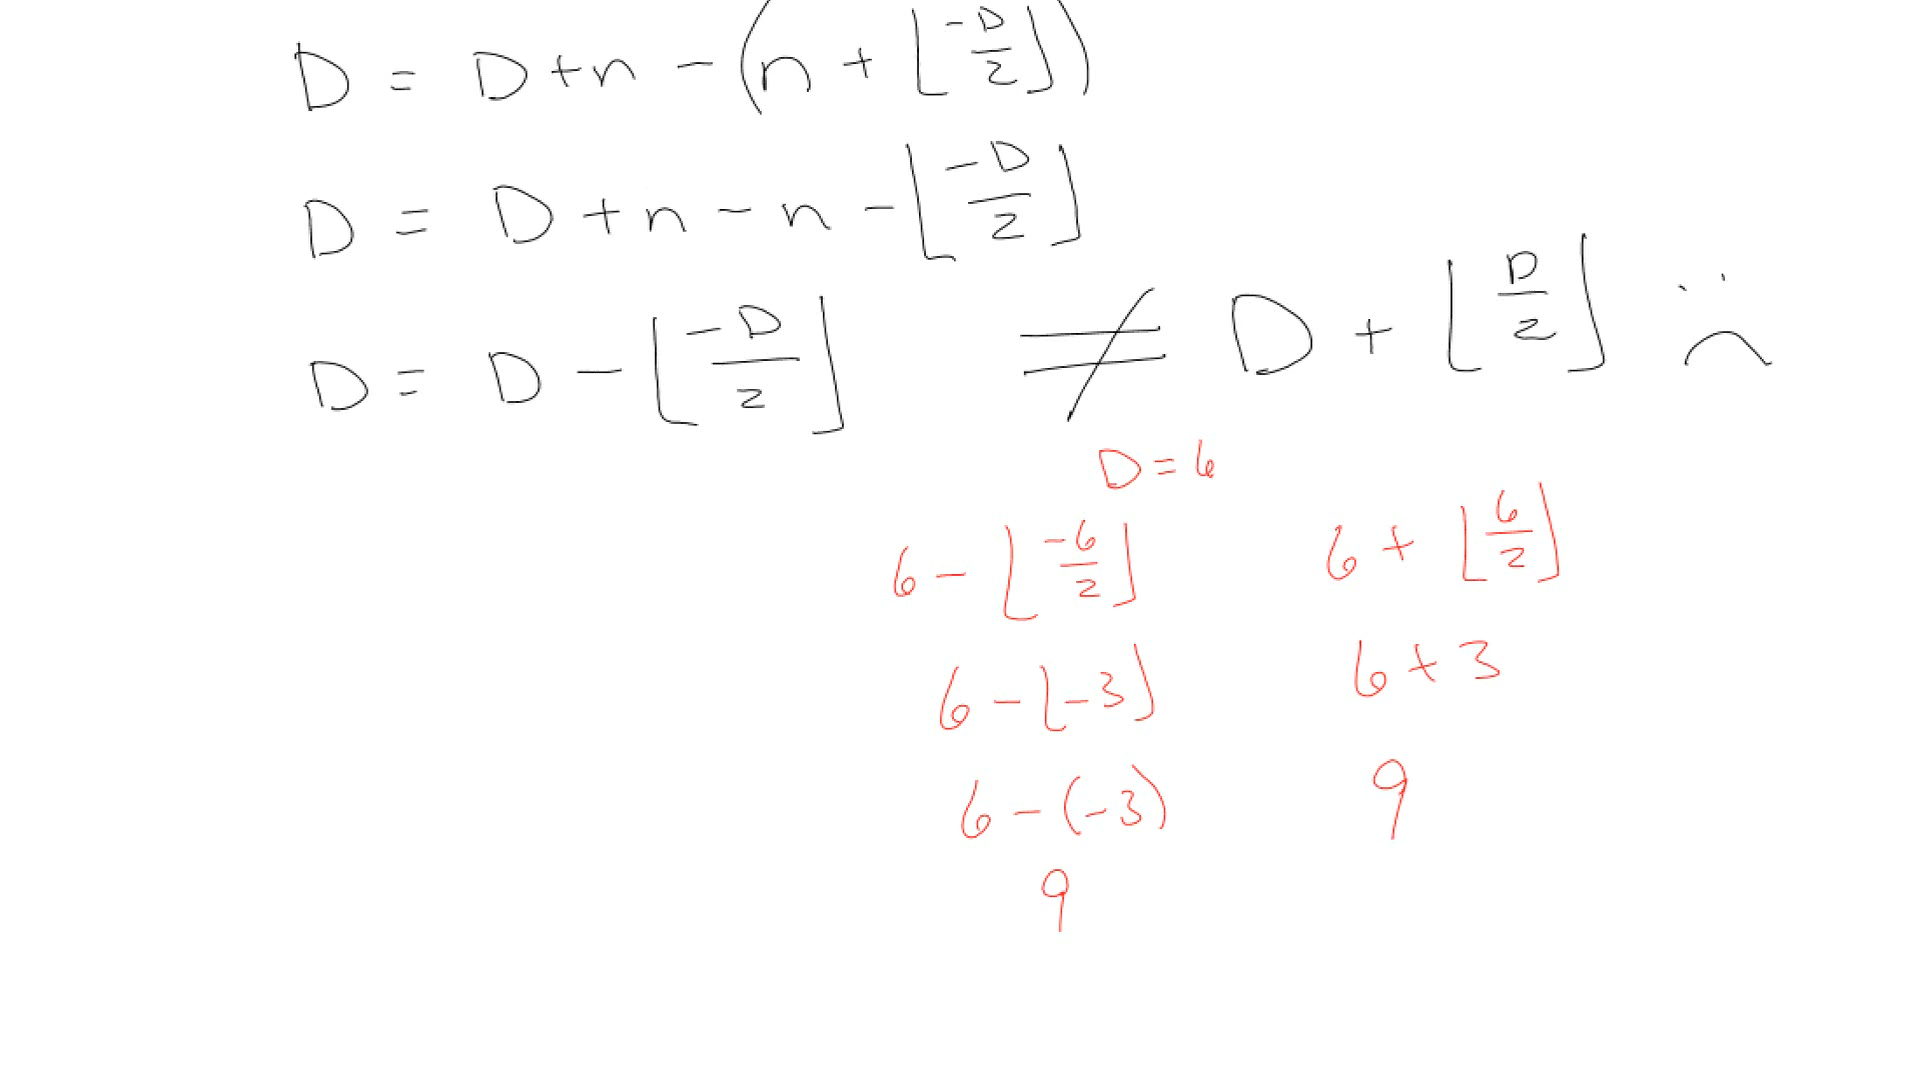 D = D + n - (n + ⌊-D/2⌋)
D = D + n - n - ⌊-D/2⌋
D = D - ⌊-D/2⌋ ≠ D + ⌊D/2⌋ :(
D = 6
6 - ⌊-6/2⌋ 6 + ⌊6/2⌋
6 - ⌊-3⌋ 6 + 3
6 - (-3) 9
9